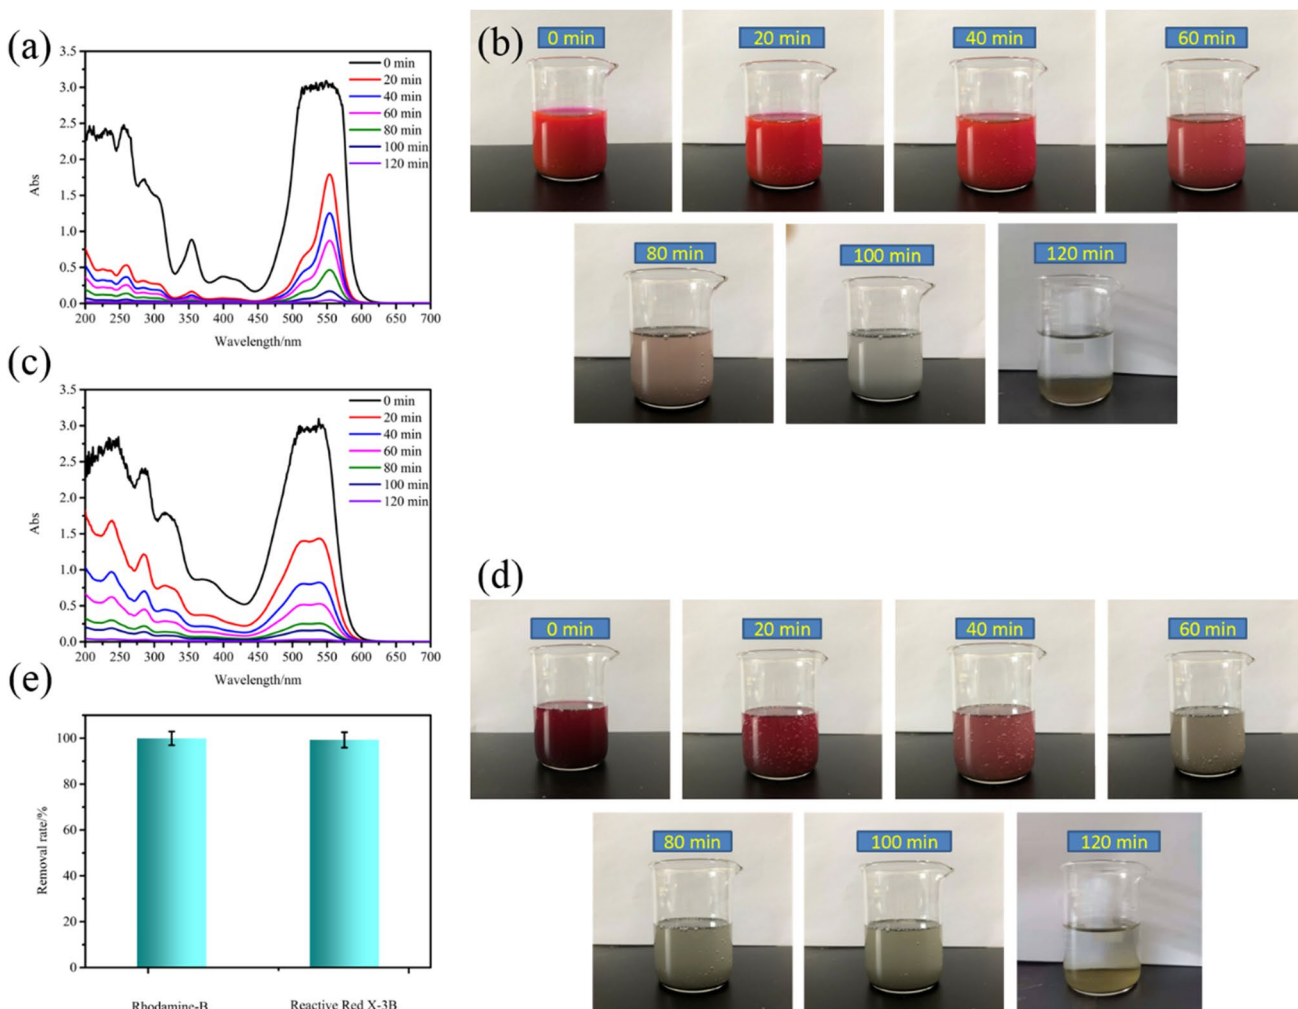 (a)
3.5
3.0
2.5
2.0
1.5
1.0
0.5
0.0
Abs
0 min
20 min
40 min
60 min
80 min
100 min
120 min
200 250 300 350 400 450 500 550 600 650 700
Wavelength/nm
(b)
0 min 20 min 40 min 60 min
80 min 100 min 120 min
(c)
3.5
3.0
2.5
2.0
1.5
1.0
0.5
0.0
Abs
0 min
20 min
40 min
60 min
80 min
100 min
120 min
200 250 300 350 400 450 500 550 600 650 700
Wavelength/nm
(d)
0 min 20 min 40 min 60 min
80 min 100 min 120 min
(e)
100
80
60
40
20
0
Removal rate/%
Rhodamine-B Reactive Red X-3B